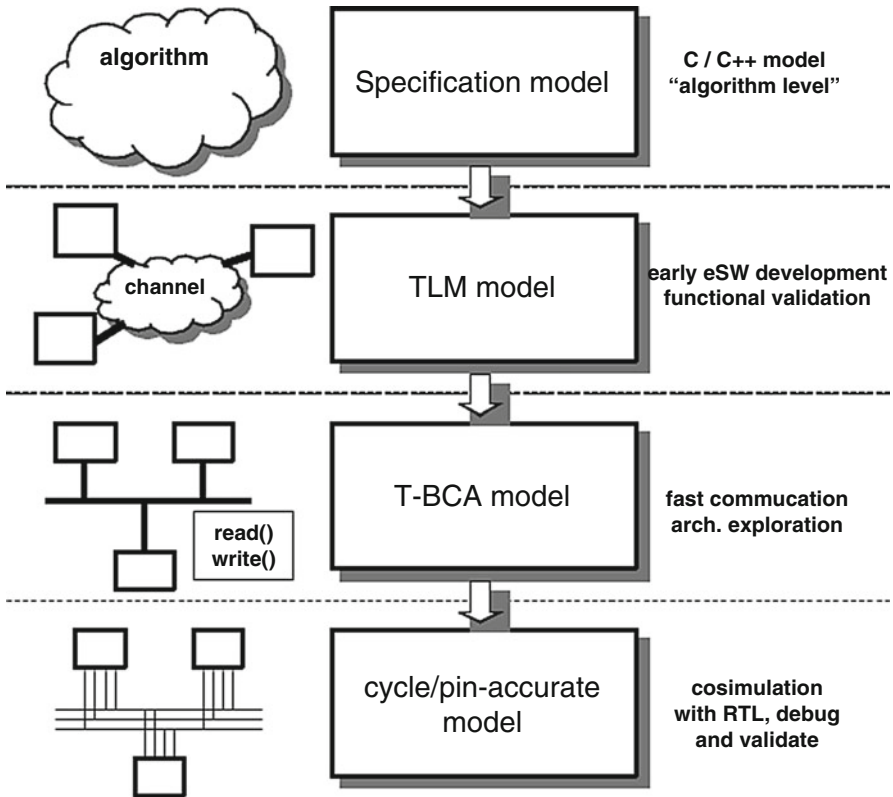 algorithm
Specification model
C / C++ model
“algorithm level”
channel
TLM model
early eSW development
functional validation
read()
write()
T-BCA model
fast commucation
arch. exploration
cycle/pin-accurate
model
cosimulation
with RTL, debug
and validate